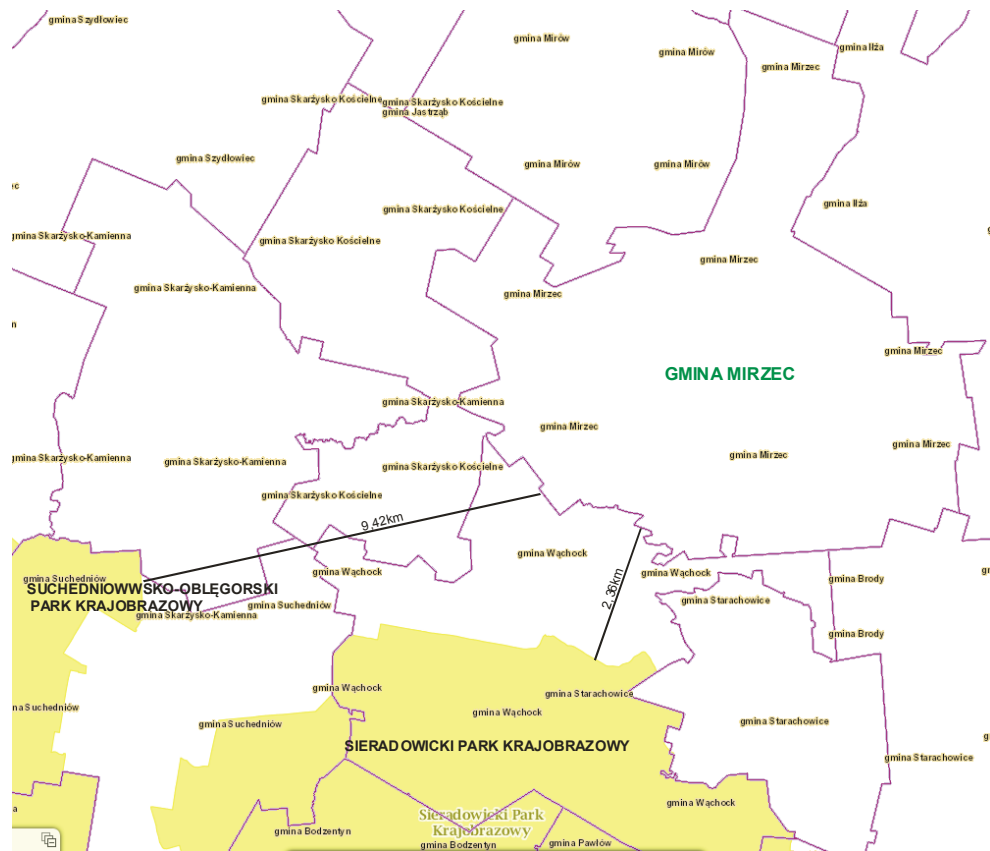 gmina Szydłowiec
gmina Mirów
gmina Mirów
gmina Iłża
gmina Mirzec
gmina Skarżysko Kościelne
gmina Skarżysko Kościelne
gmina Jastrząb
gmina Szydłowiec
gmina Mirów
gmina Mirów
ec
gmina Iłża
gmina Skarżysko Kościelne
gmina Skarżysko-Kamienna
gmina Skarżysko Kościelne
gmina Mirzec
gmina Skarżysko-Kamienna
gmina Mirzec
n
gmina Mirzec
GMINA MIRZEC
gmina Skarżysko-Kamienna
gmina Mirzec
gmina Mirzec
gmina Mirzec
gmina Skarżysko-Kamienna
gmina Skarżysko-Kamienna
gmina Skarżysko Kościelne
gmina Skarżysko Kościelne
9,42km
gmina Wąchock
gmina Wąchock
gmina Wąchock
gmina Suchedniów
gmina Brody
SUCHEDNIOWWSKO-OBLĘGORSKI
PARK KRAJOBRAZOWY
2,36km
gmina Suchedniów
gmina Starachowice
gmina Skarżysko-Kamienna
gmina Brody
gmina Wąchock
gmina Starachowice
na Suchedniów
gmina Wąchock
gmina Suchedniów
gmina Starachowice
SIERADOWICKI PARK KRAJOBRAZOWY
gmina Starachowice
gmina Wąchock
a
Sieradowicki Park
Krajobrazowy
gmina Bodzentyn
gmina Bodzentyn
gmina Pawłów